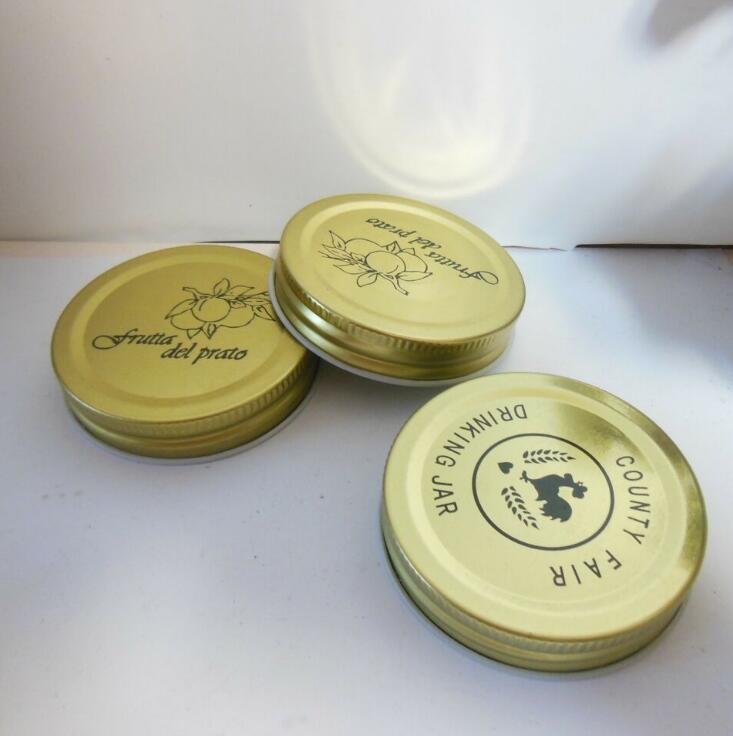 frutta
del prato
frutta
del prato
COUNTY FAIR
DRINKING JAR